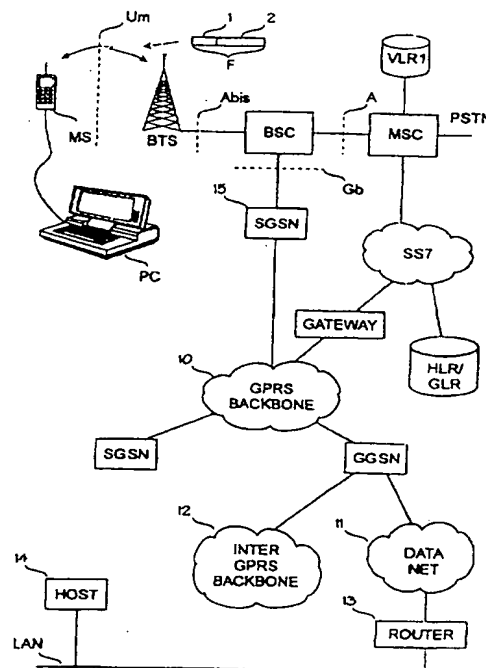 Um
1
2
F
VLR1
MS
BTS
Abis
BSC
A
MSC
PSTN
Gb
15
SGSN
PC
SS7
GATEWAY
HLR/
GLR
10
GPRS
BACKBONE
SGSN
GGSN
12
INTER
GPRS
BACKBONE
11
DATA
NET
14
HOST
13
ROUTER
LAN